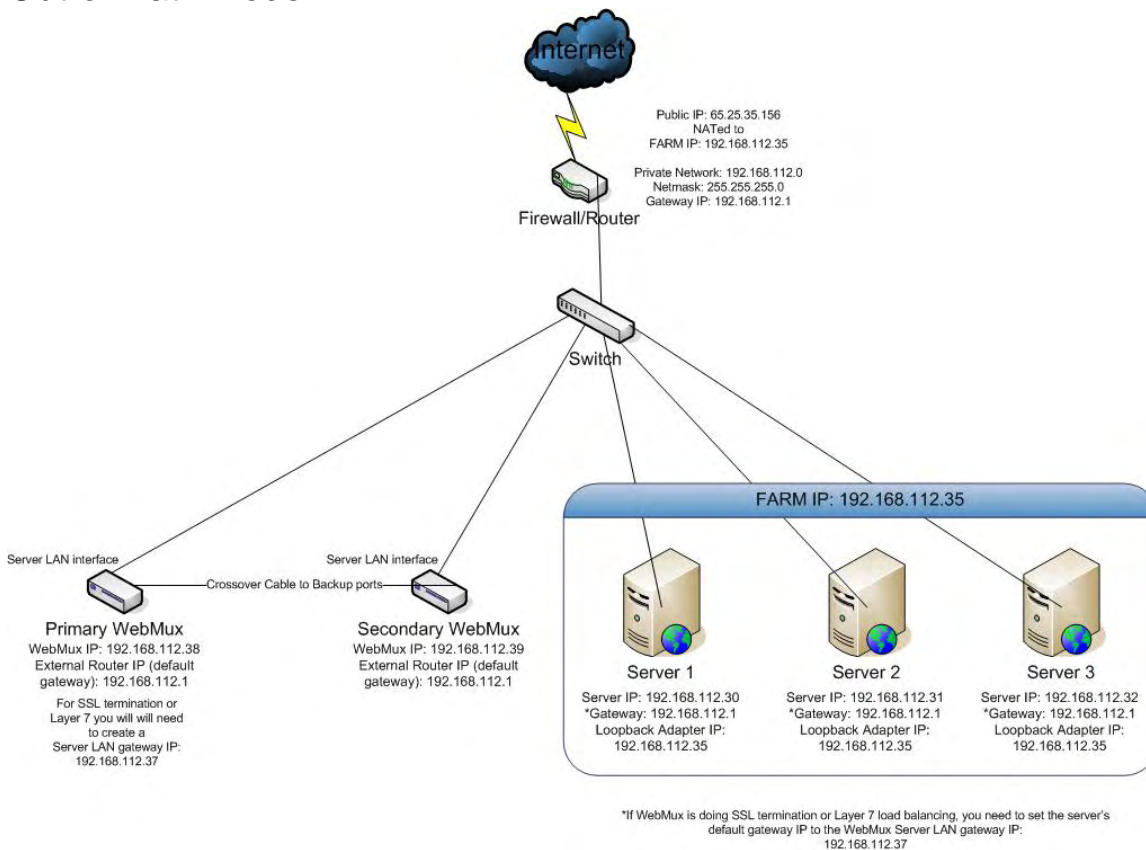 Internet
Public IP: 65.25.35.156
NATed to
FARM IP: 192.168.112.35
Private Network: 192.168.112.0
Netmask: 255.255.255.0
Gateway IP: 192.168.112.1
Firewall/Router
Switch
FARM IP: 192.168.112.35
Server LAN interface
Server LAN interface
Crossover Cable to Backup ports
Primary WebMux
WebMux IP: 192.168.112.38
External Router IP (default
gateway): 192.168.112.1
For SSL termination or
Layer 7 you will will need
to create a
Server LAN gateway IP:
192.168.112.37
Secondary WebMux
WebMux IP: 192.168.112.39
External Router IP (default
gateway): 192.168.112.1
Server 1
Server IP: 192.168.112.30
*Gateway: 192.168.112.1
Loopback Adapter IP:
192.168.112.35
Server 2
Server IP: 192.168.112.31
*Gateway: 192.168.112.1
Loopback Adapter IP:
192.168.112.35
Server 3
Server IP: 192.168.112.32
*Gateway: 192.168.112.1
Loopback Adapter IP:
192.168.112.35
*If WebMux is doing SSL termination or Layer 7 load balancing, you need to set the server's
default gateway IP to the WebMux Server LAN gateway IP:
192.168.112.37